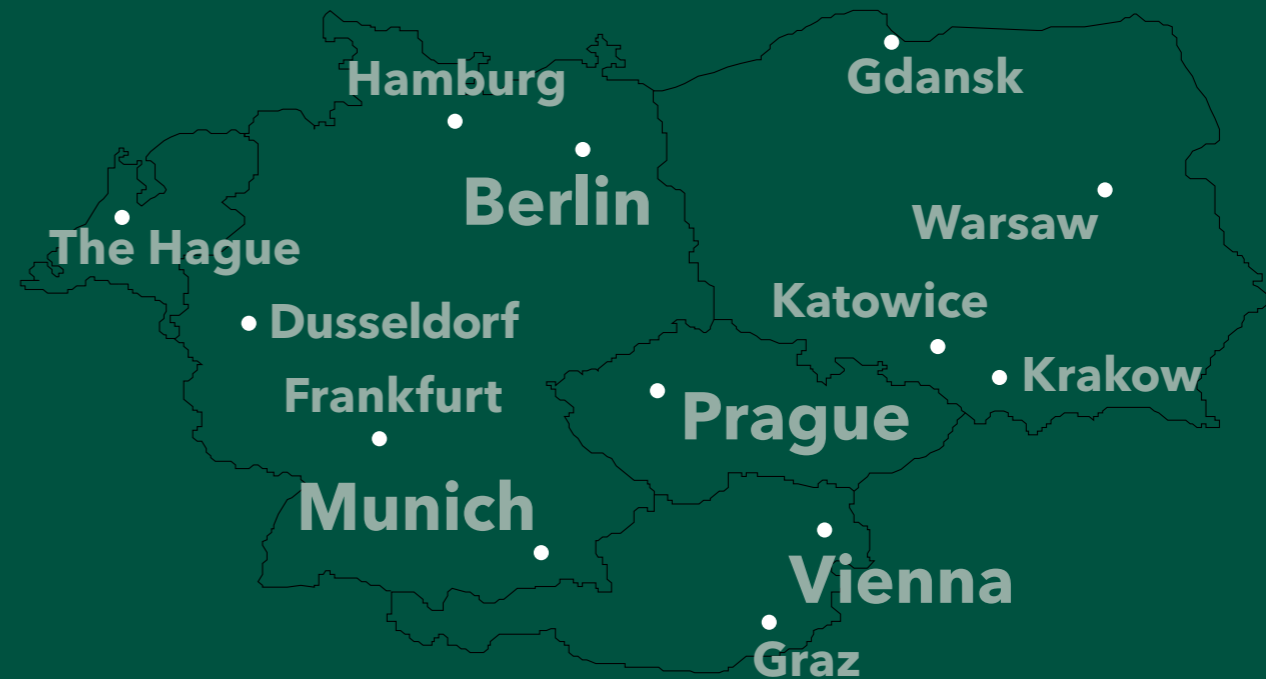 Hamburg
Gdansk
Berlin
Warsaw
The Hague
Katowice
Dusseldorf
Krakow
Frankfurt
Prague
Munich
Vienna
Graz